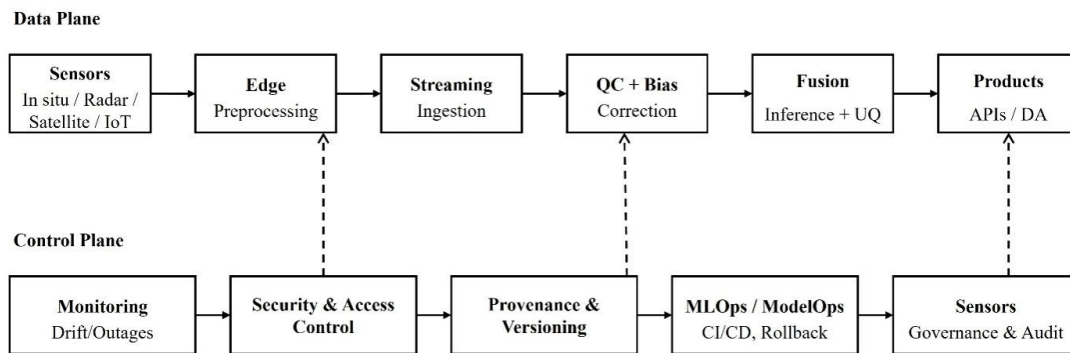 Data Plane
Sensors
In situ / Radar /
Satellite / IoT
Edge
Preprocessing
Streaming
Ingestion
QC + Bias
Correction
Fusion
Inference + UQ
Products
APIs / DA
Control Plane
Monitoring
Drift/Outages
Security & Access
Control
Provenance &
Versioning
MLOps / ModelOps
CI/CD, Rollback
Sensors
Governance & Audit